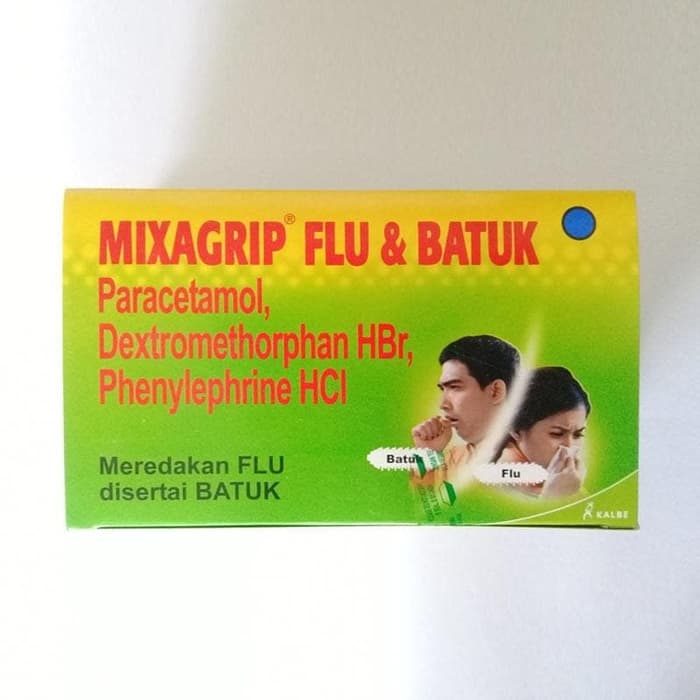 MIXAGRIP® FLU & BATUK
Paracetamol,
Dextromethorphan HBr,
Phenylephrine HCl
Meredakan FLU
disertai BATUK
Batuk
Flu
KALBE